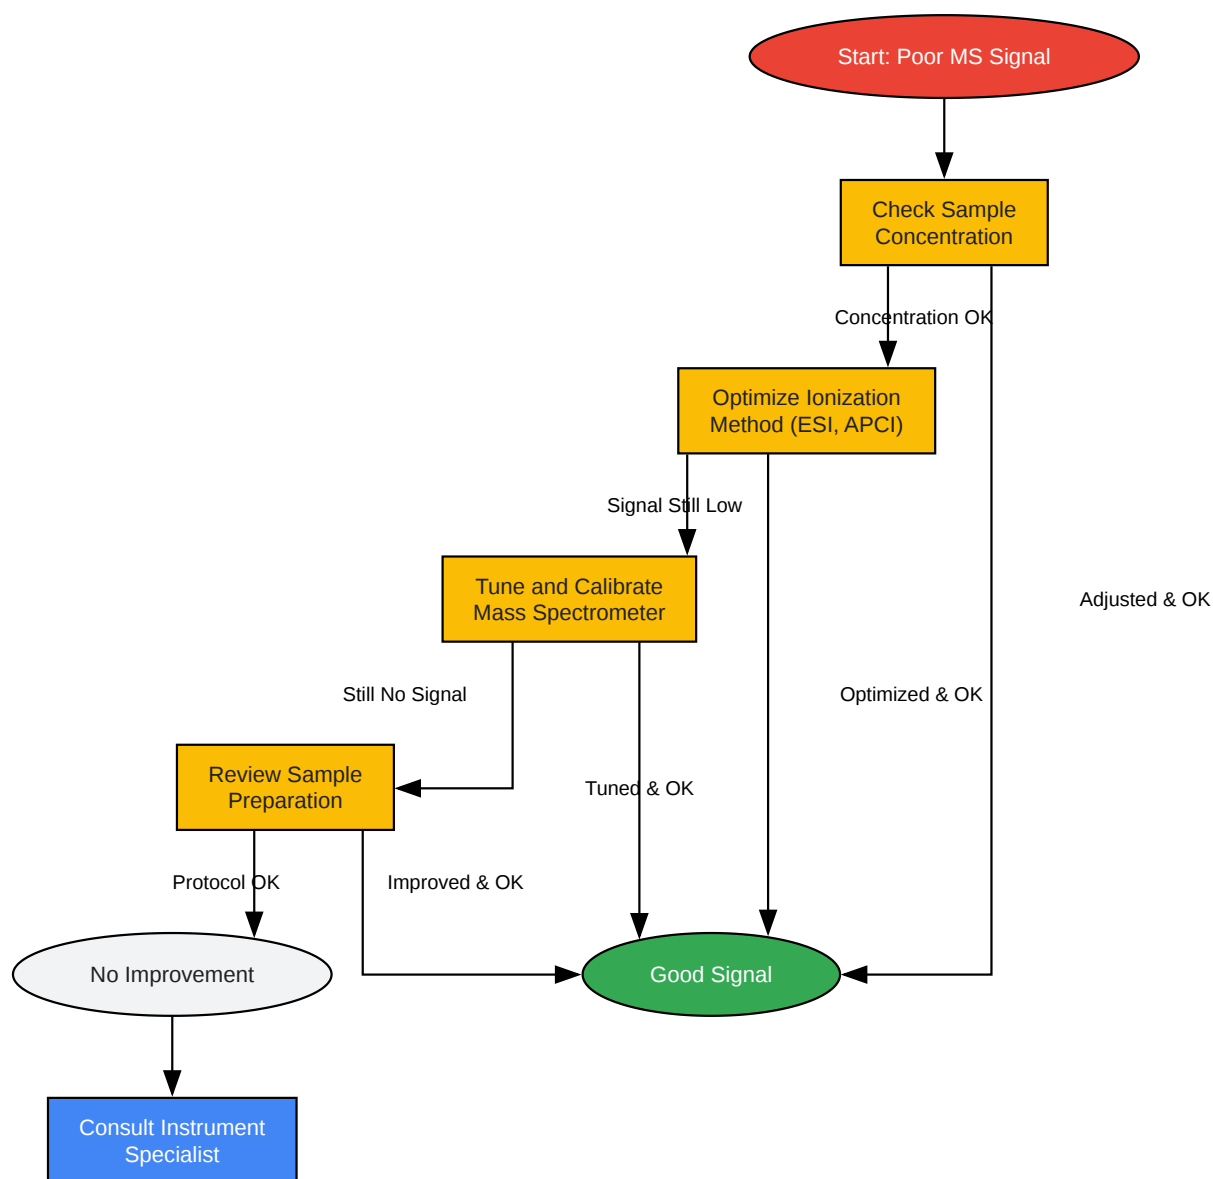 Start: Poor MS Signal
Check Sample
Concentration
Concentration OK
Optimize Ionization
Method (ESI, APCI)
Signal Still Low
Tune and Calibrate
Mass Spectrometer
Adjusted & OK
Still No Signal
Optimized & OK
Review Sample
Preparation
Tuned & OK
Protocol OK
Improved & OK
No Improvement
Good Signal
Consult Instrument
Specialist